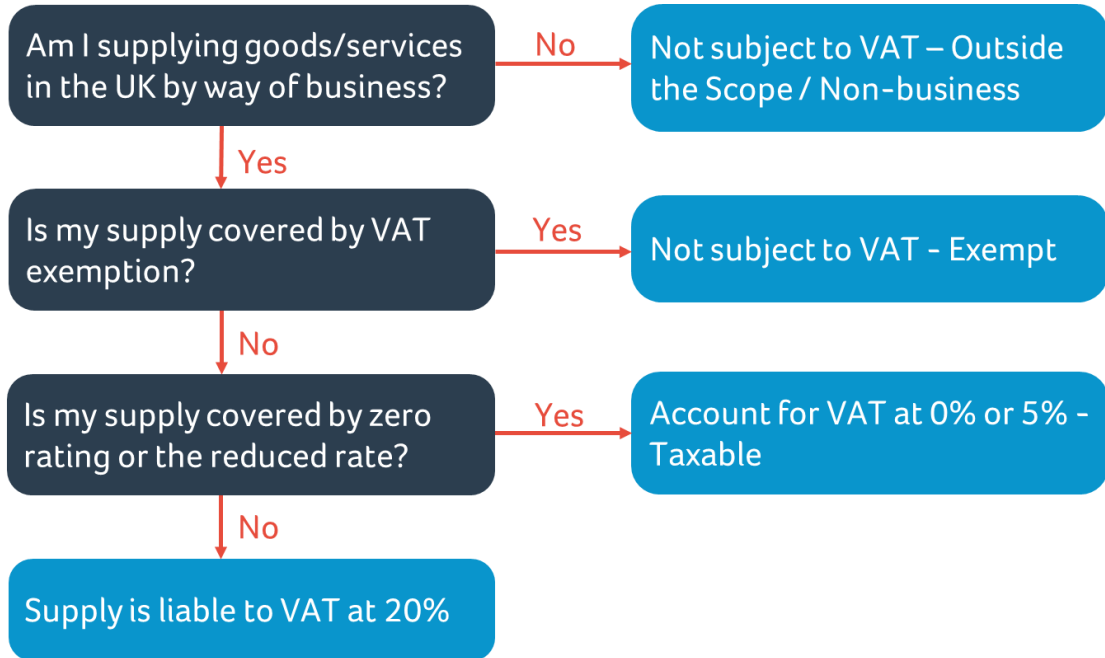 Am I supplying goods/services
in the UK by way of business?
No
Not subject to VAT – Outside
the Scope / Non-business
Yes
Is my supply covered by VAT
exemption?
Yes
Not subject to VAT - Exempt
No
Is my supply covered by zero
rating or the reduced rate?
Yes
Account for VAT at 0% or 5% -
Taxable
No
Supply is liable to VAT at 20%